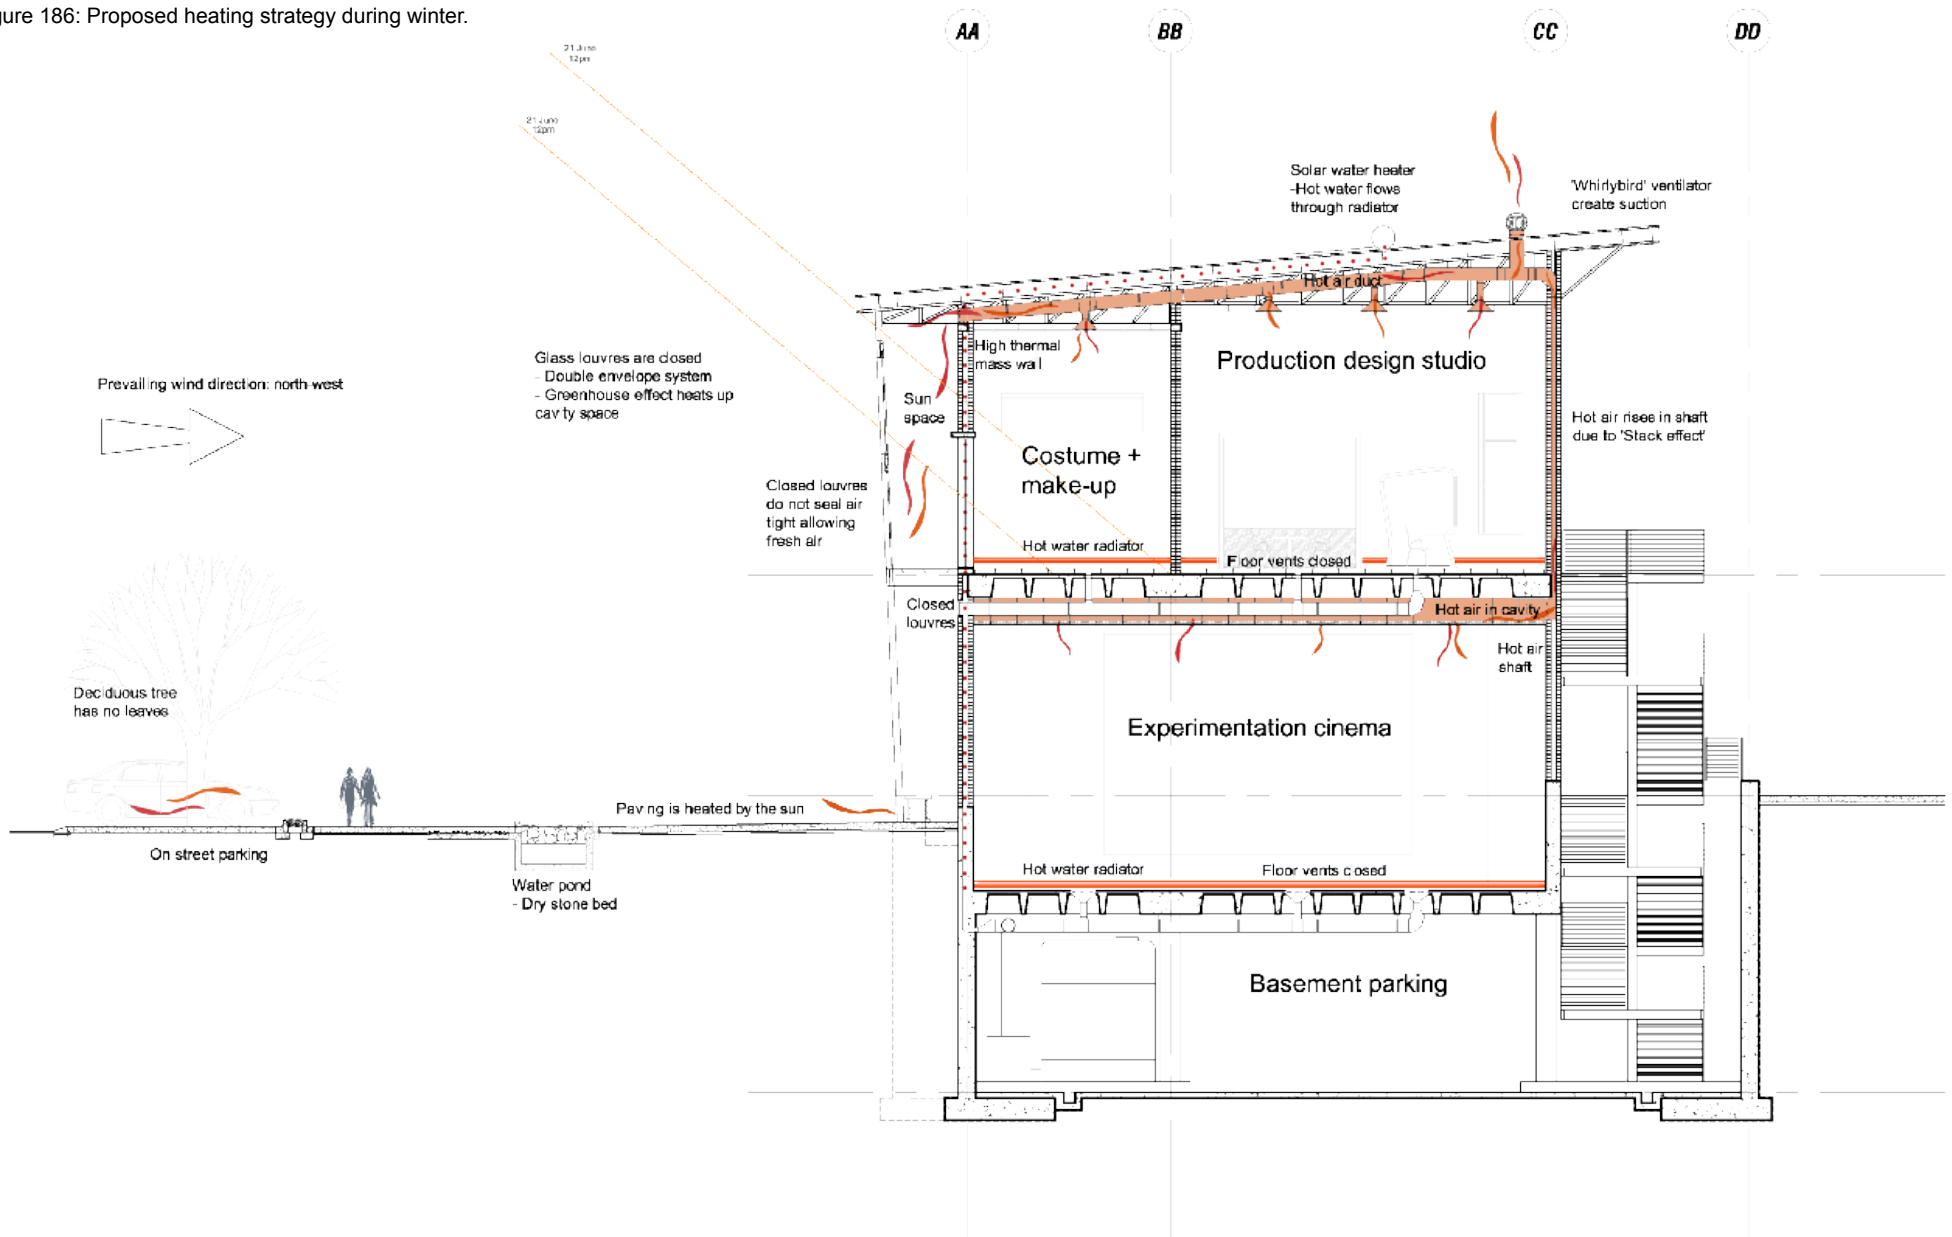 gure 186: Proposed heating strategy during winter.
AA
BB
CC
DD
21 June
12pm
21 June
12pm
Solar water heater
-Hot water flows
through radiator
'Whirlybird' ventilator
create suction
Hot air duct
High thermal
mass wall
Production design studio
Glass louvres are closed
- Double envelope system
- Greenhouse effect heats up
cavity space
Prevailing wind direction: north-west
Sun
space
Hot air rises in shaft
due to 'Stack effect'
Costume +
make-up
Closed louvres
do not seal air
tight allowing
fresh air
Hot water radiator
Floor vents closed
Closed
louvres
Hot air in cavity
Hot air
shaft
Deciduous tree
has no leaves
Experimentation cinema
Paving is heated by the sun
On street parking
Hot water radiator
Floor vents closed
Water pond
- Dry stone bed
Basement parking